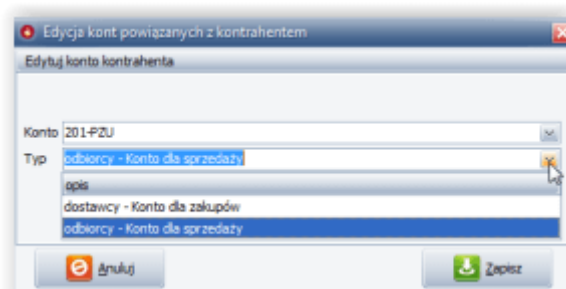 Edycja kont powiązanych z kontrahentem
Edytuj konto kontrahenta
Konto 201-PZU
Typ odbiorcy - Konto dla sprzedaży
opis
dostawcy - Konto dla zakupów
odbiorcy - Konto dla sprzedaży
Anuluj Zapisz